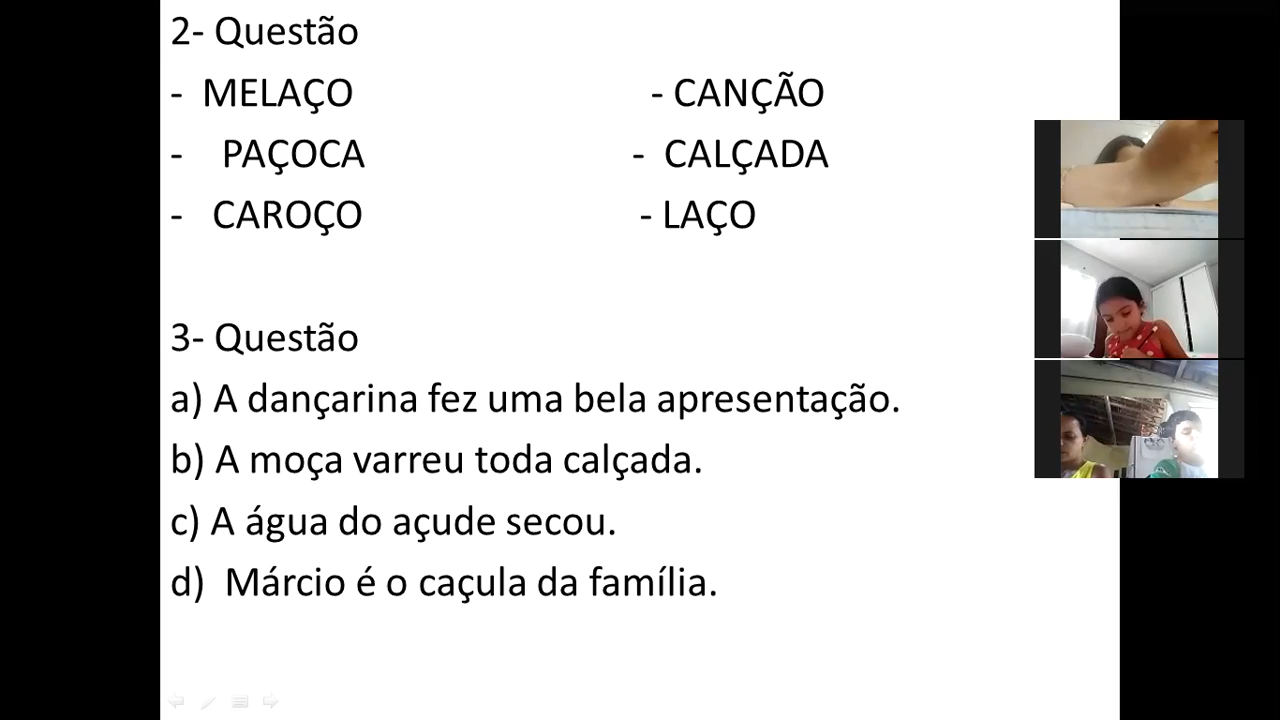 2- Questão
- MELAÇO - CANÇÃO
- PAÇOCA - CALÇADA
- CAROÇO - LAÇO
3- Questão
a) A dançarina fez uma bela apresentação.
b) A moça varreu toda calçada.
c) A água do açude secou.
d) Márcio é o caçula da família.